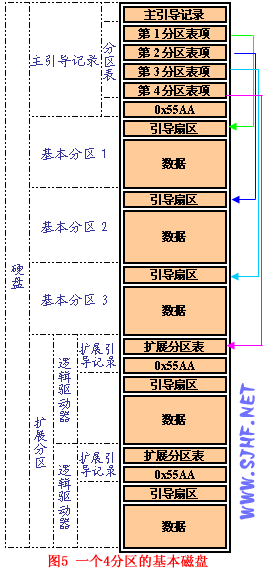 主引导记录
第1分区表项
第2分区表项
第3分区表项
第4分区表项
0x55AA
主引导记录
分区表
引导扇区
数据
基本分区 1
引导扇区
数据
基本分区 2
引导扇区
数据
基本分区 3
硬盘
扩展分区
逻辑驱动器
扩展引导记录
扩展分区表
0x55AA
引导扇区
数据
逻辑驱动器
扩展引导记录
扩展分区表
0x55AA
引导扇区
数据
WWW.SJHF.NET
图5 一个4分区的基本磁盘